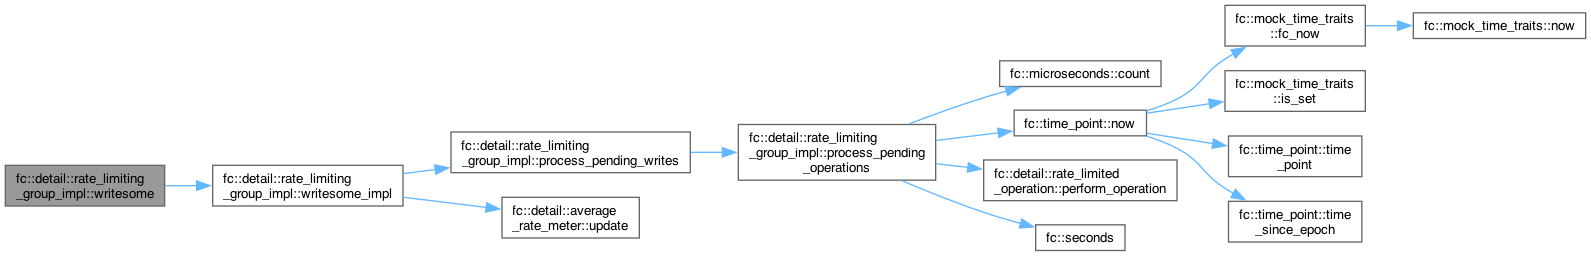 fc::detail::rate_limiting
_group_impl::writesome
fc::detail::rate_limiting
_group_impl::writesome_impl
fc::detail::rate_limiting
_group_impl::process_pending_writes
fc::detail::average
_rate_meter::update
fc::detail::rate_limiting
_group_impl::process_pending
_operations
fc::microseconds::count
fc::time_point::now
fc::detail::rate_limited
_operation::perform_operation
fc::seconds
fc::mock_time_traits
::fc_now
fc::mock_time_traits
::is_set
fc::time_point::time
_point
fc::time_point::time
_since_epoch
fc::mock_time_traits::now